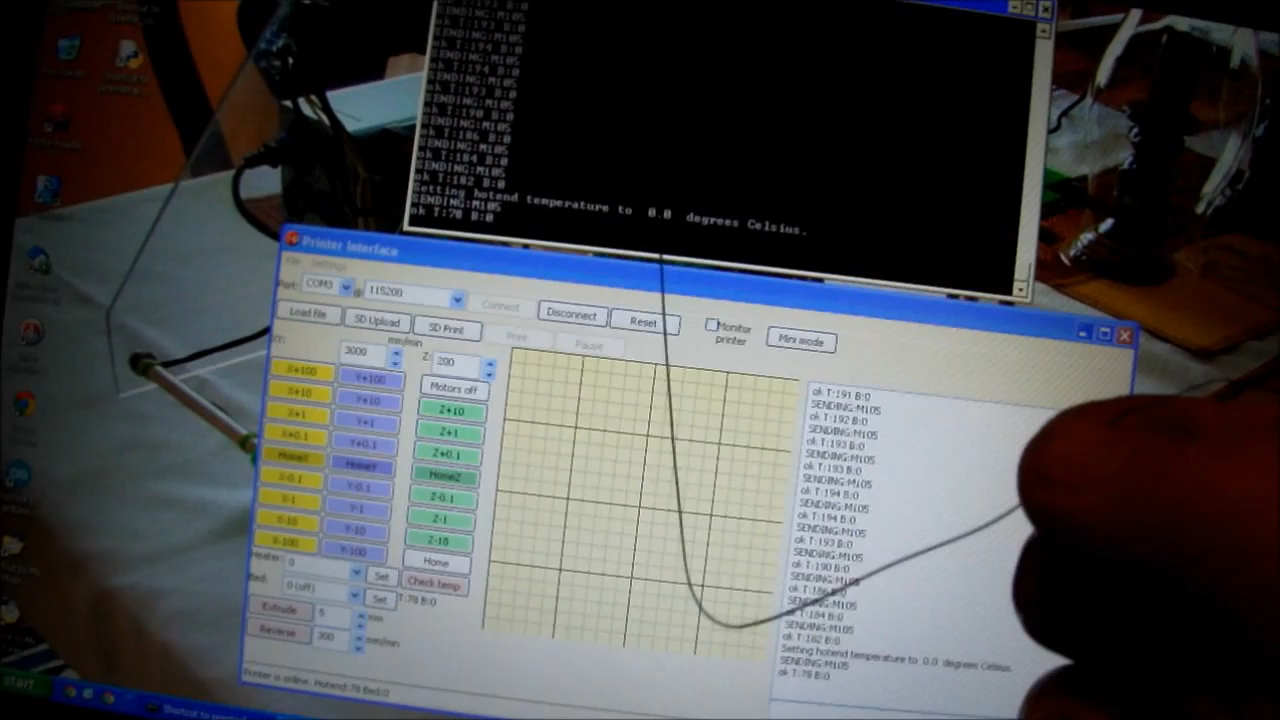 ok T:193 B:0
SENDING:M105
ok T:194 B:0
SENDING:M105
ok T:194 B:0
SENDING:M105
ok T:193 B:0
SENDING:M105
ok T:190 B:0
SENDING:M105
ok T:186 B:0
SENDING:M105
ok T:184 B:0
SENDING:M105
ok T:182 B:0
Setting hotend temperature to 0.0 degrees Celsius.
SENDING:M105
ok T:78 B:0
Printer Interface
File Settings
Port: COM3 @ 115200 Connect Disconnect Reset Monitor printer Mini mode
Load file SD Upload SD Print Print Pause
3000 mm/min Z: 200
Motors off
X+100 Y+100
X+10 Y+10 Z+10
X+1 Y+1 Z+1
X+0.1 Y+0.1 Z+0.1
HomeX HomeY HomeZ
X-0.1 Y-0.1 Z-0.1
X-1 Y-1 Z-1
X-10 Y-10 Z-10
X-100 Y-100 Home
Heater: 0 Set Check temp
Bed: 0 (off) Set T:78 B:0
Extrude 5 mm
Reverse 300 mm/min
ok T:191 B:0
SENDING:M105
ok T:192 B:0
SENDING:M105
ok T:193 B:0
SENDING:M105
ok T:193 B:0
SENDING:M105
ok T:194 B:0
SENDING:M105
ok T:194 B:0
SENDING:M105
ok T:193 B:0
SENDING:M105
ok T:190 B:0
SENDING:M105
ok T:186 B:0
SENDING:M105
ok T:184 B:0
SENDING:M105
ok T:182 B:0
Setting hotend temperature to 0.0 degrees Celsius.
SENDING:M105
ok T:78 B:0
Printer is online. Hotend:78 Bed:0
start